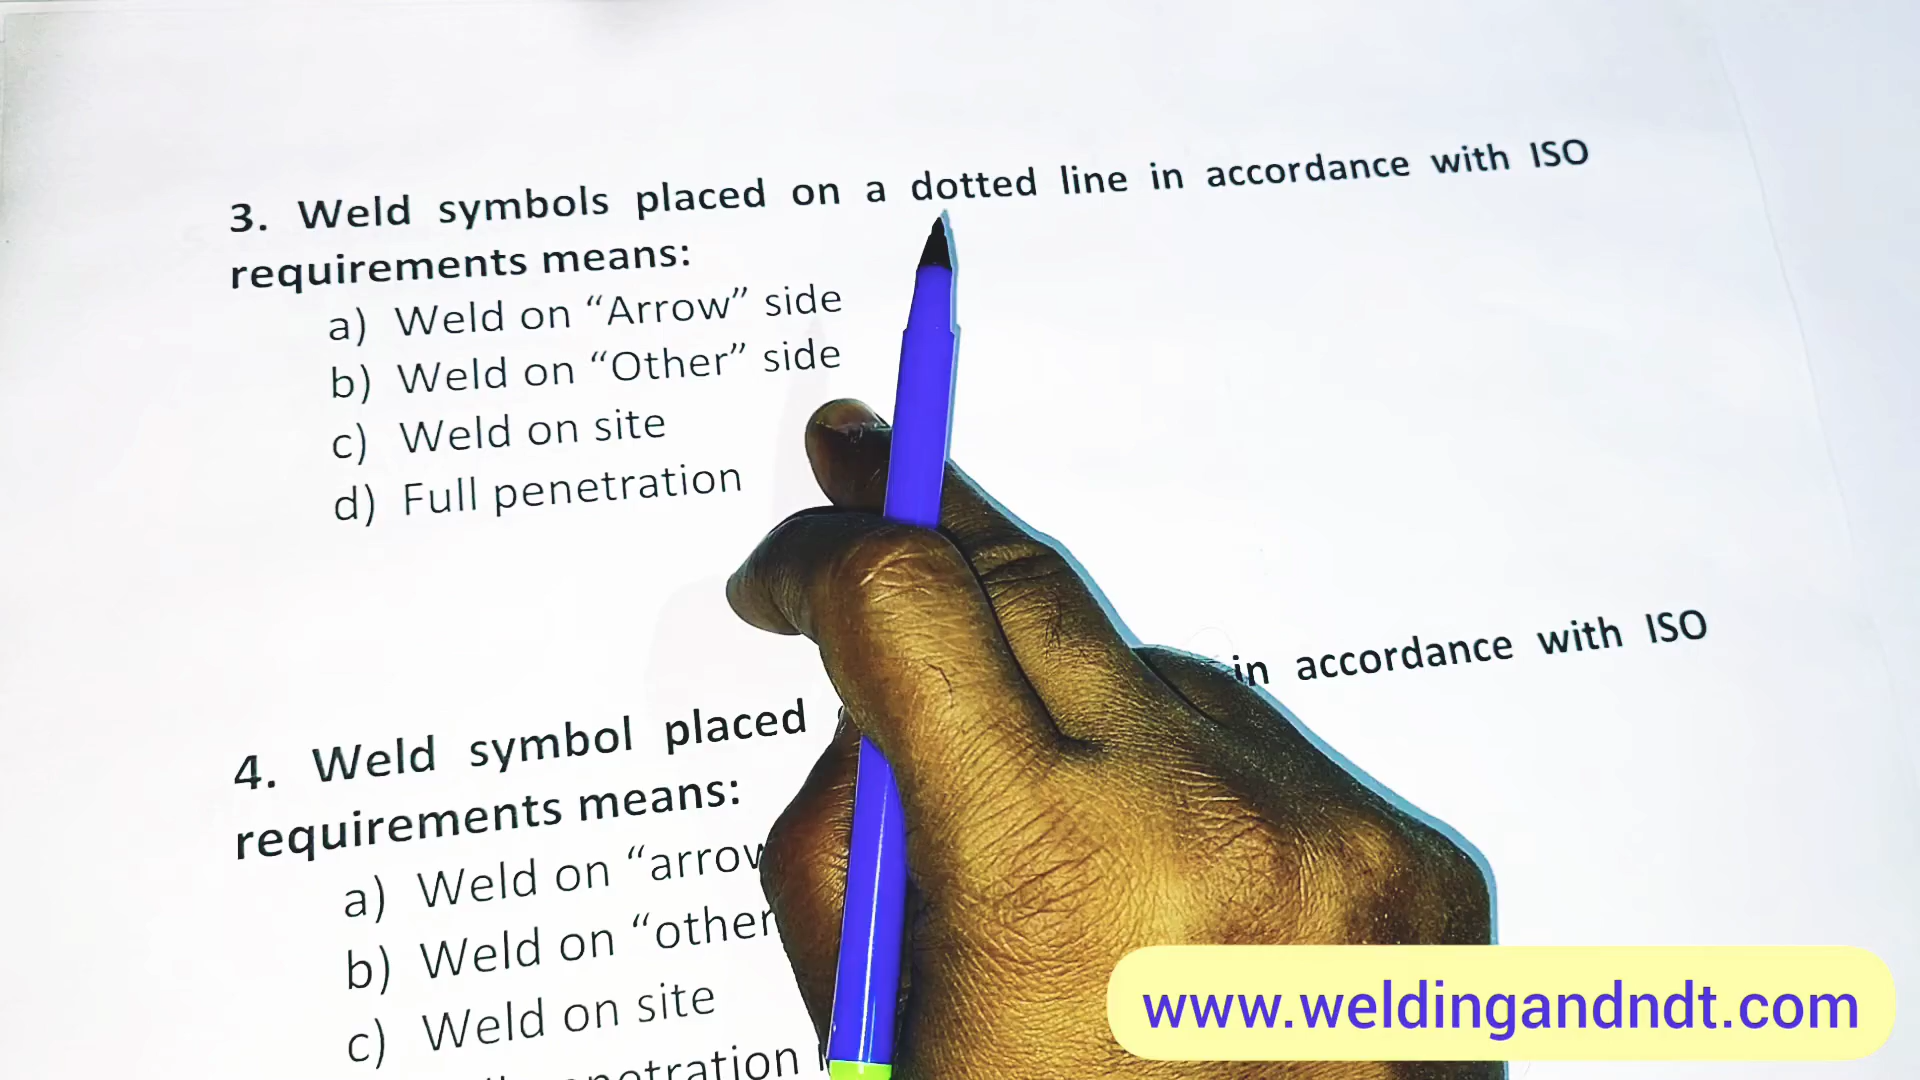 3. Weld symbols placed on a dotted line in accordance with ISO
requirements means:
a) Weld on “Arrow” side
b) Weld on “Other” side
c) Weld on site
d) Full penetration
4. Weld symbol placed in accordance with ISO
requirements means:
a) Weld on “arrow
b) Weld on “other
c) Weld on site
www.weldingandndt.com